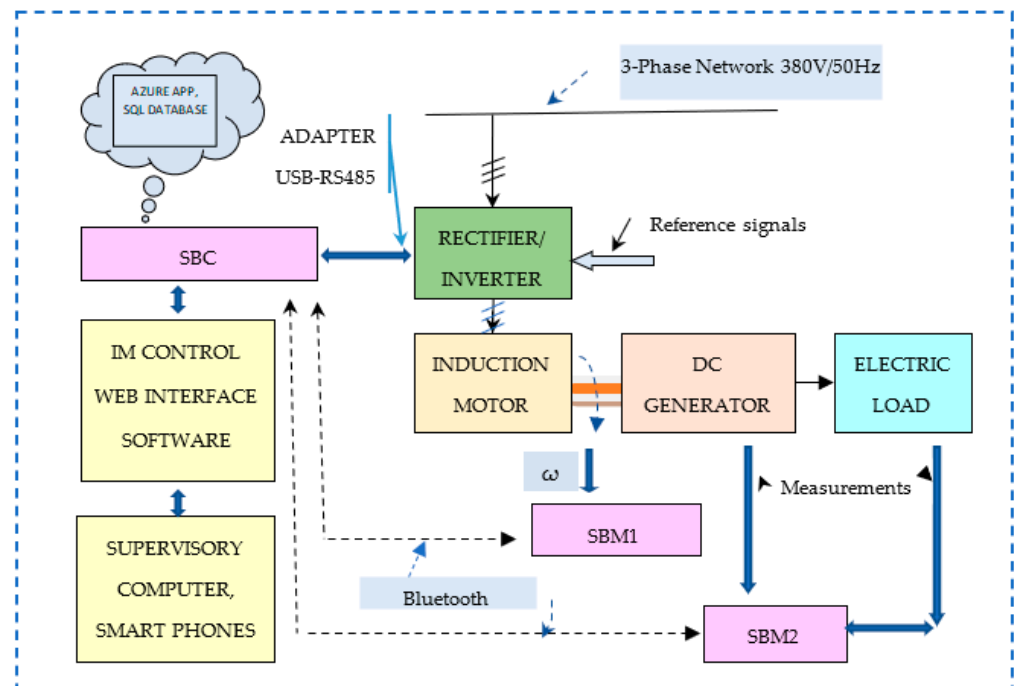 3-Phase Network 380V/50Hz
AZURE APP,
SQL DATABASE
ADAPTER
USB-RS485
SBC
RECTIFIER/
INVERTER
Reference signals
IM CONTROL
WEB INTERFACE
SOFTWARE
INDUCTION
MOTOR
DC
GENERATOR
ELECTRIC
LOAD
ω
Measurements
SBM1
SUPERVISORY
COMPUTER,
SMART PHONES
Bluetooth
SBM2